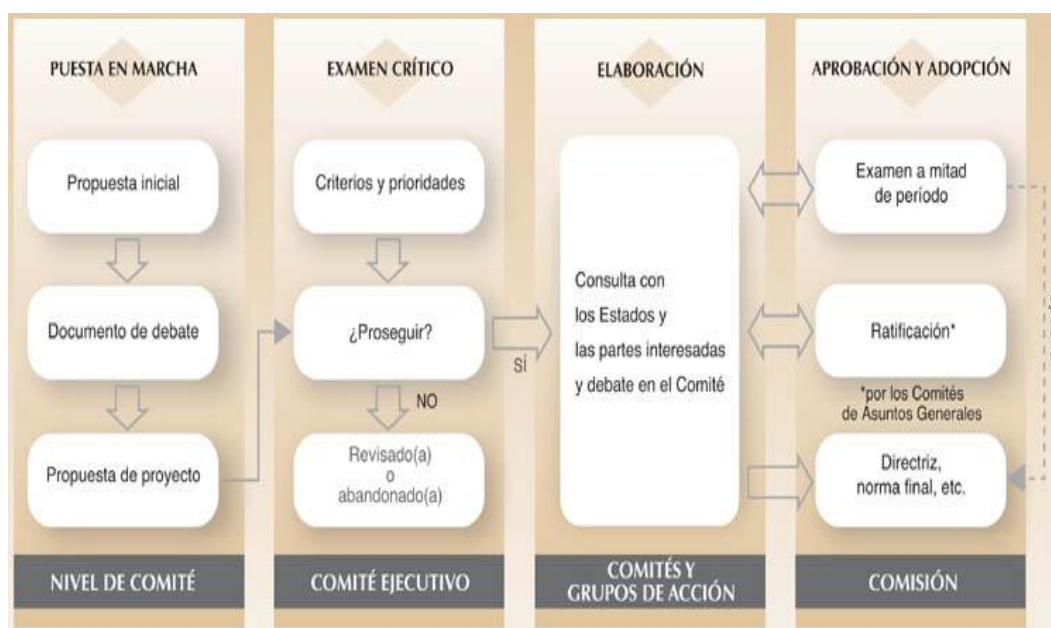 PUESTA EN MARCHA
Propuesta inicial
Documento de debate
Propuesta de proyecto
NIVEL DE COMITÉ
EXAMEN CRÍTICO
Criterios y prioridades
¿Proseguir?
SÍ
NO
Revisado(a)
o
abandonado(a)
COMITÉ EJECUTIVO
ELABORACIÓN
Consulta con
los Estados y
las partes interesadas
y debate en el Comité
COMITÉS Y
GRUPOS DE ACCIÓN
APROBACIÓN Y ADOPCIÓN
Examen a mitad
de período
Ratificación*
*por los Comités
de Asuntos Generales
Directriz,
norma final, etc.
COMISIÓN